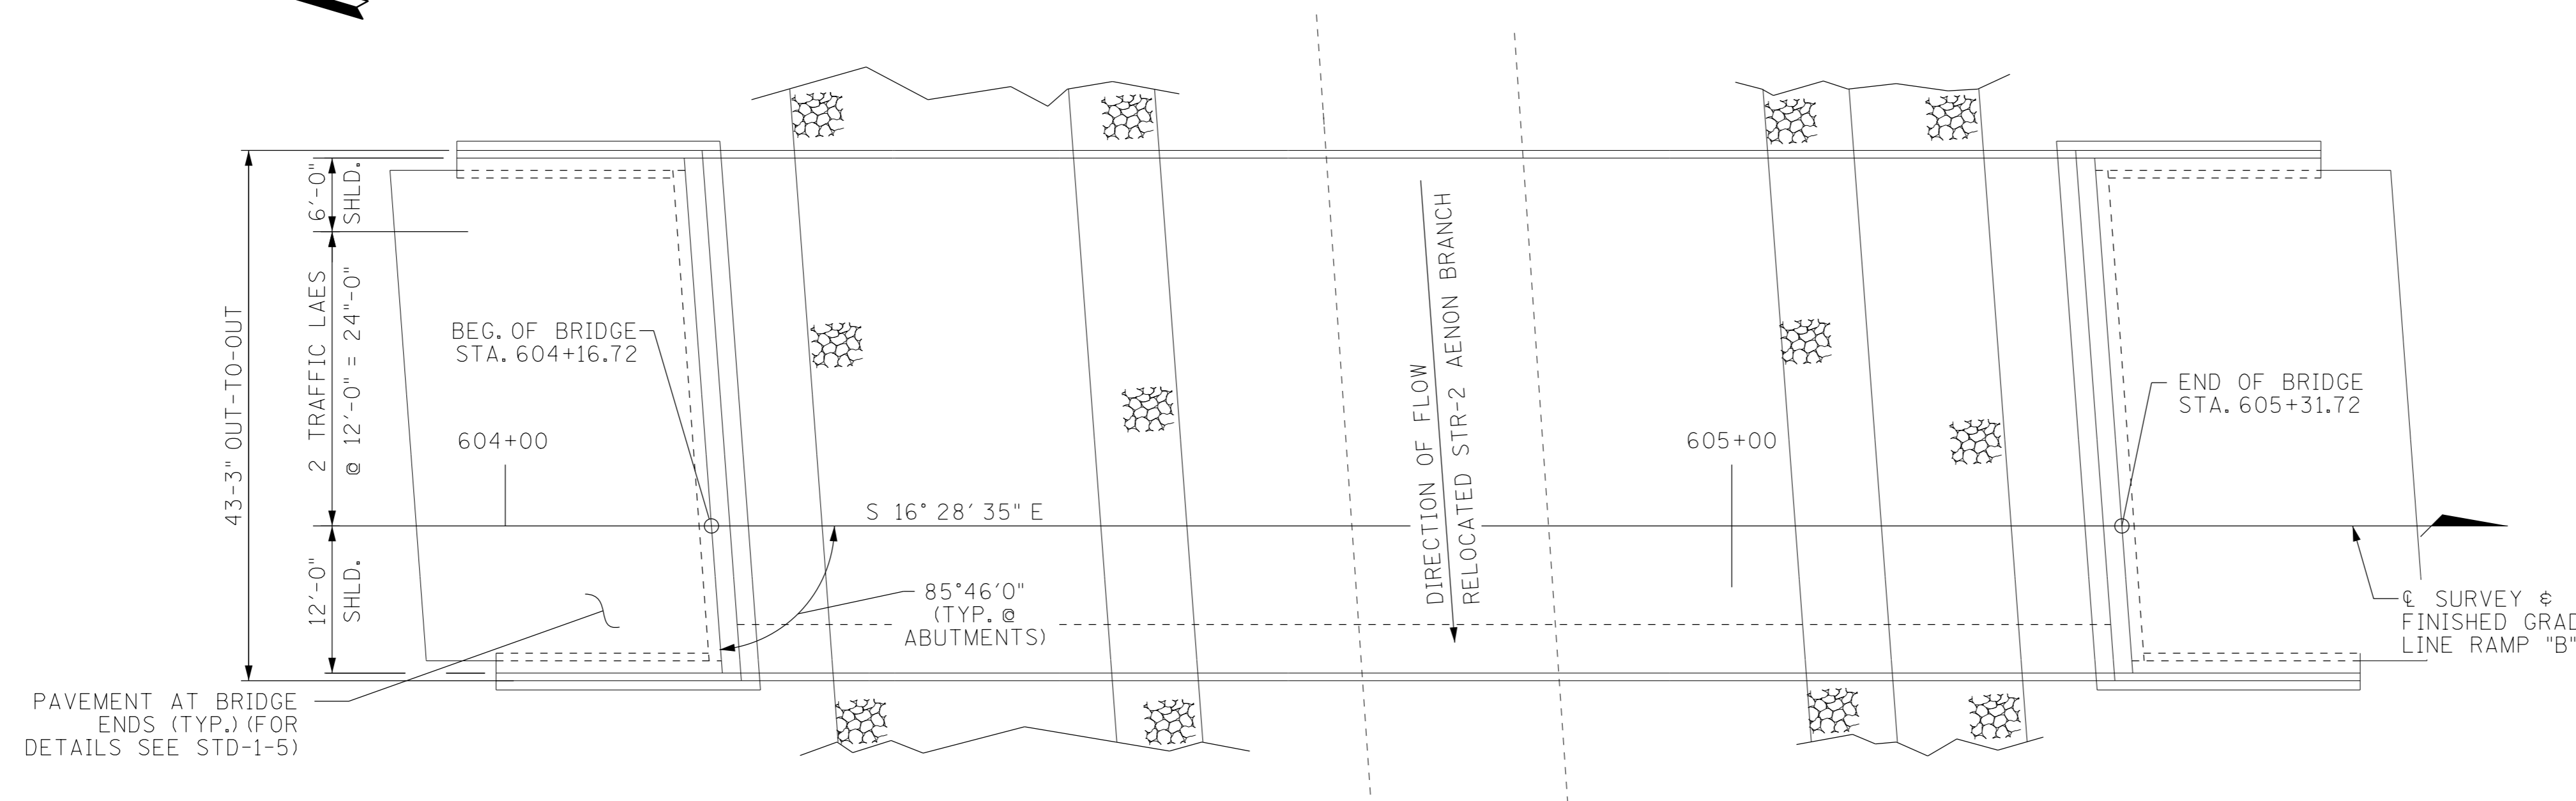 43-3" OUT-TO-OUT
6'-0"
SHLD.
2 TRAFFIC LAES
@ 12'-0" = 24"-0"
12'-0"
SHLD.
BEG. OF BRIDGE
STA. 604+16.72
604+00
S 16° 28' 35" E
85°46'0"
(TYP. @
ABUTMENTS)
PAVEMENT AT BRIDGE
ENDS (TYP.) (FOR
DETAILS SEE STD-1-5)
DIRECTION OF FLOW
RELOCATED STR-2 AENON BRANCH
605+00
END OF BRIDGE
STA. 605+31.72
℄ SURVEY &
FINISHED GRAD
LINE RAMP "B"